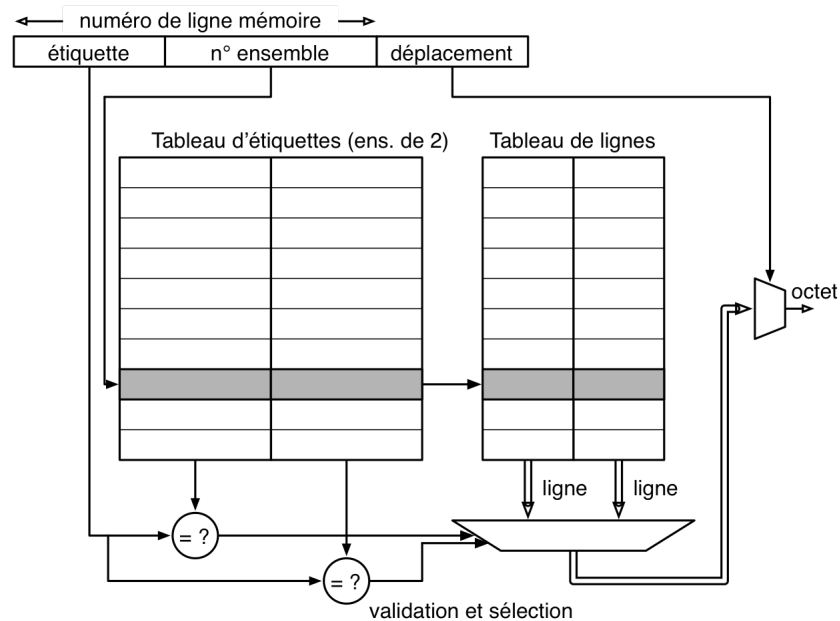 numéro de ligne mémoire
étiquette
n° ensemble
déplacement
Tableau d'étiquettes (ens. de 2)
Tableau de lignes
octet
ligne
ligne
= ?
= ?
validation et sélection